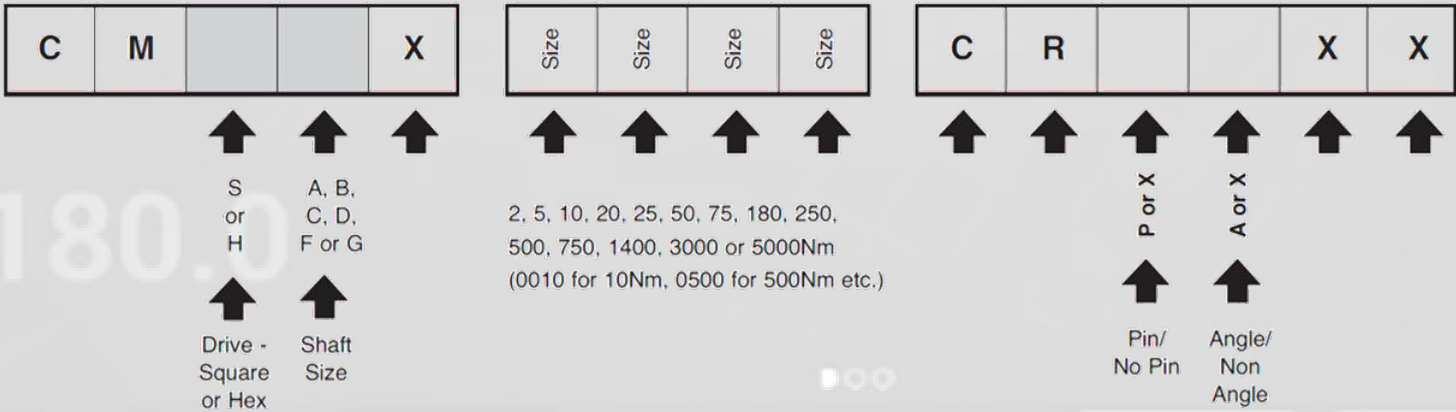 C M X Size Size Size Size C R X X
S
or
H
A, B,
C, D,
F or G
2, 5, 10, 20, 25, 50, 75, 180, 250,
500, 750, 1400, 3000 or 5000Nm
(0010 for 10Nm, 0500 for 500Nm etc.)
P or X
A or X
180.0
Drive -
Square
or Hex
Shaft
Size
Pin/
No Pin
Angle/
Non
Angle